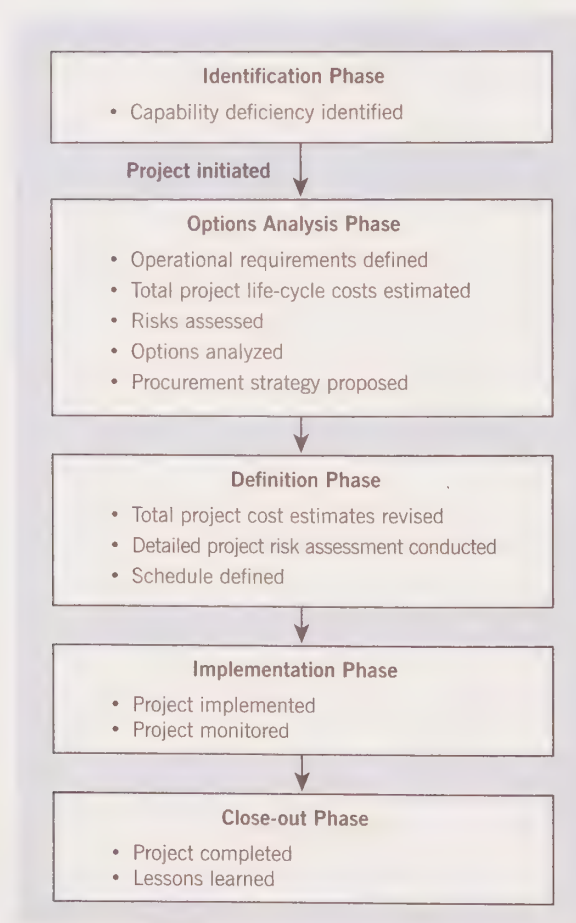 Identification Phase
• Capability deficiency identified
Project initiated
Options Analysis Phase
• Operational requirements defined
• Total project life-cycle costs estimated
• Risks assessed
• Options analyzed
• Procurement strategy proposed
Definition Phase
• Total project cost estimates revised
• Detailed project risk assessment conducted
• Schedule defined
Implementation Phase
• Project implemented
• Project monitored
Close-out Phase
• Project completed
• Lessons learned